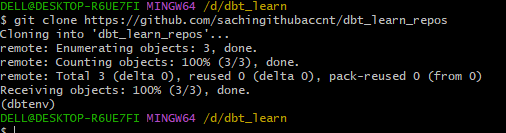 DELL@DESKTOP-R6UE7FI MINGW64 /d/dbt_learn
$ git clone https://github.com/sachingithubaccnt/dbt_learn_repos
Cloning into 'dbt_learn_repos'...
remote: Enumerating objects: 3, done.
remote: Counting objects: 100% (3/3), done.
remote: Total 3 (delta 0), reused 0 (delta 0), pack-reused 0 (from 0)
Receiving objects: 100% (3/3), done.
(dbtenv)
DELL@DESKTOP-R6UE7FI MINGW64 /d/dbt_learn
$